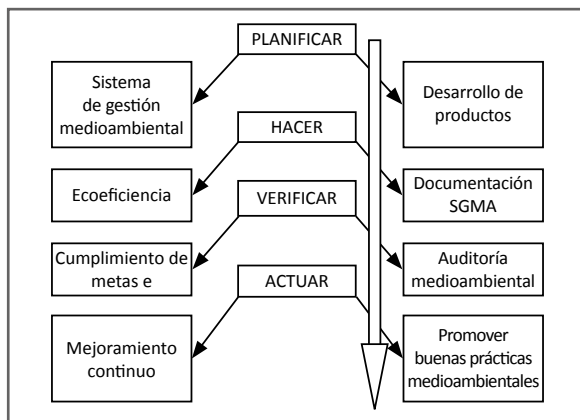 PLANIFICAR
Sistema
de gestión
medioambiental
Desarrollo de
productos
HACER
Ecoeficiencia
Documentación
SGMA
VERIFICAR
Cumplimiento de
metas e
Auditoría
medioambiental
ACTUAR
Mejoramiento
continuo
Promover
buenas prácticas
medioambientales